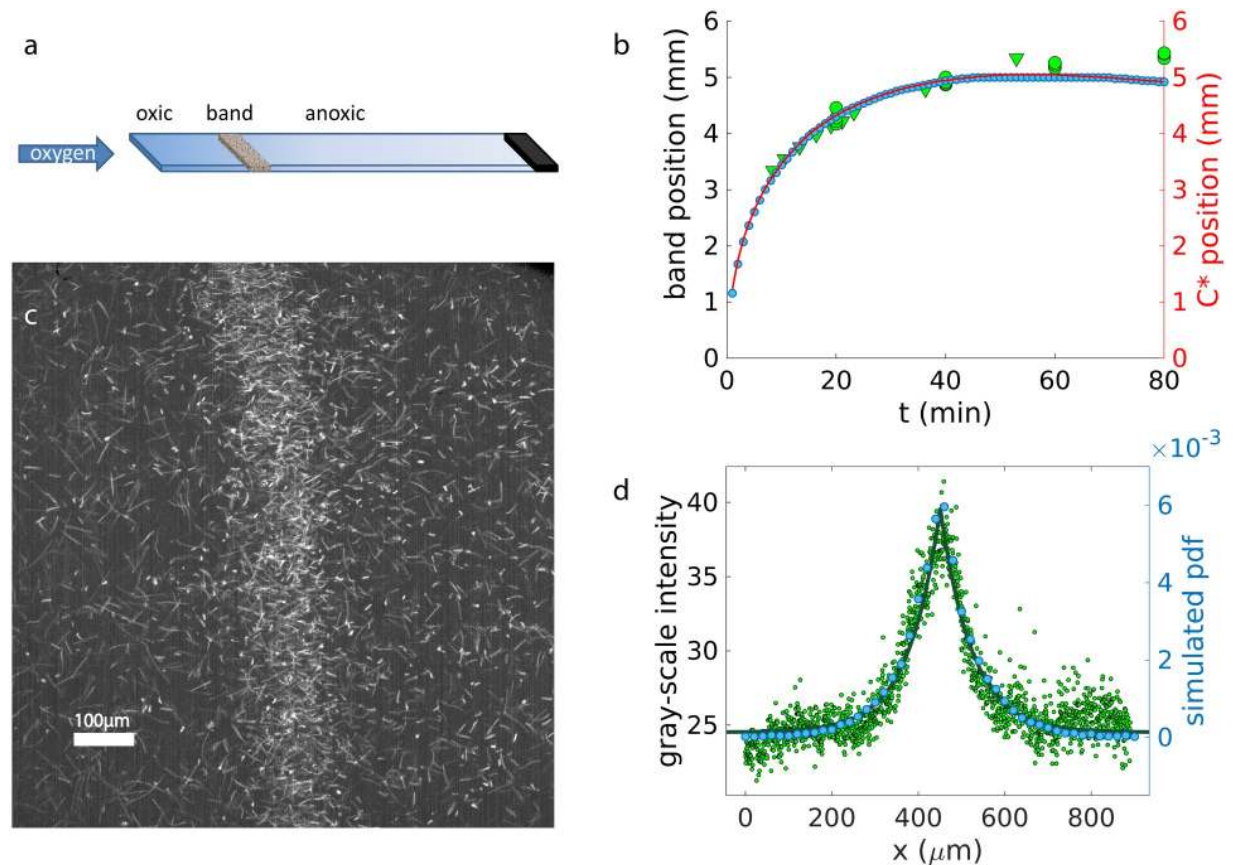 a
oxic band anoxic
oxygen
b
band position (mm)
6
5
4
3
2
1
0
0 20 40 60 80
t (min)
6
5
4
3
2
1
0
C* position (mm)
c
100μm
d
gray-scale intensity
40
35
30
25
0 200 400 600 800
x (μm)
×10⁻³
6
4
2
0
simulated pdf